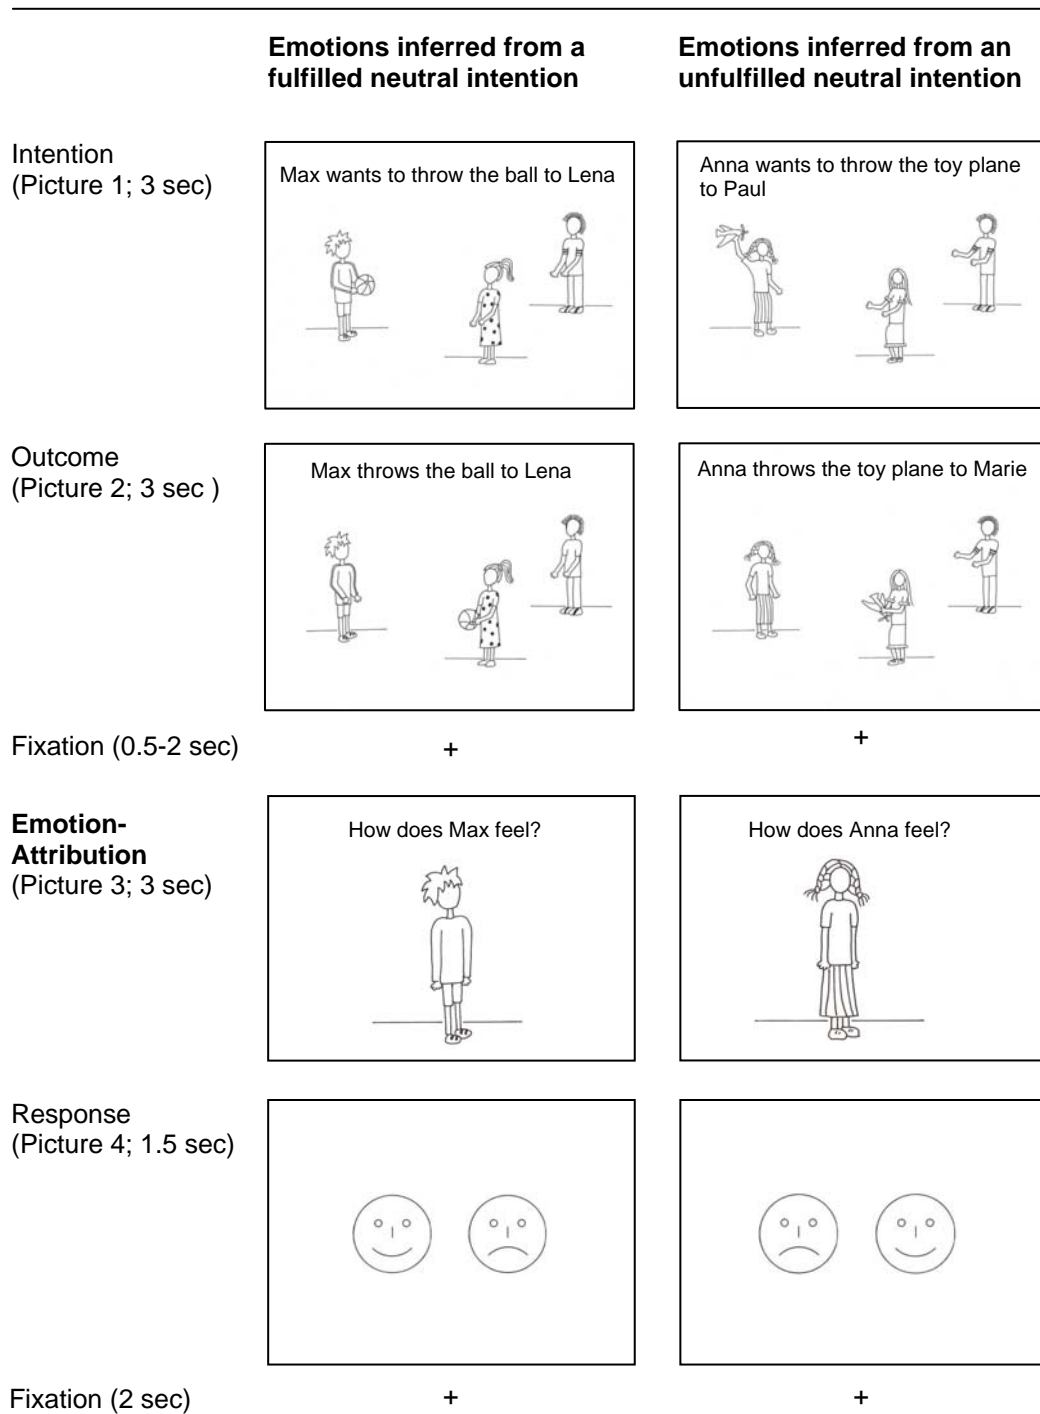 Emotions inferred from a
fulfilled neutral intention
Emotions inferred from an
unfulfilled neutral intention
Intention
(Picture 1; 3 sec)
Max wants to throw the ball to Lena
Anna wants to throw the toy plane
to Paul
Outcome
(Picture 2; 3 sec )
Max throws the ball to Lena
Anna throws the toy plane to Marie
Fixation (0.5-2 sec)
+
+
Emotion-
Attribution
(Picture 3; 3 sec)
How does Max feel?
How does Anna feel?
Response
(Picture 4; 1.5 sec)
Fixation (2 sec)
+
+